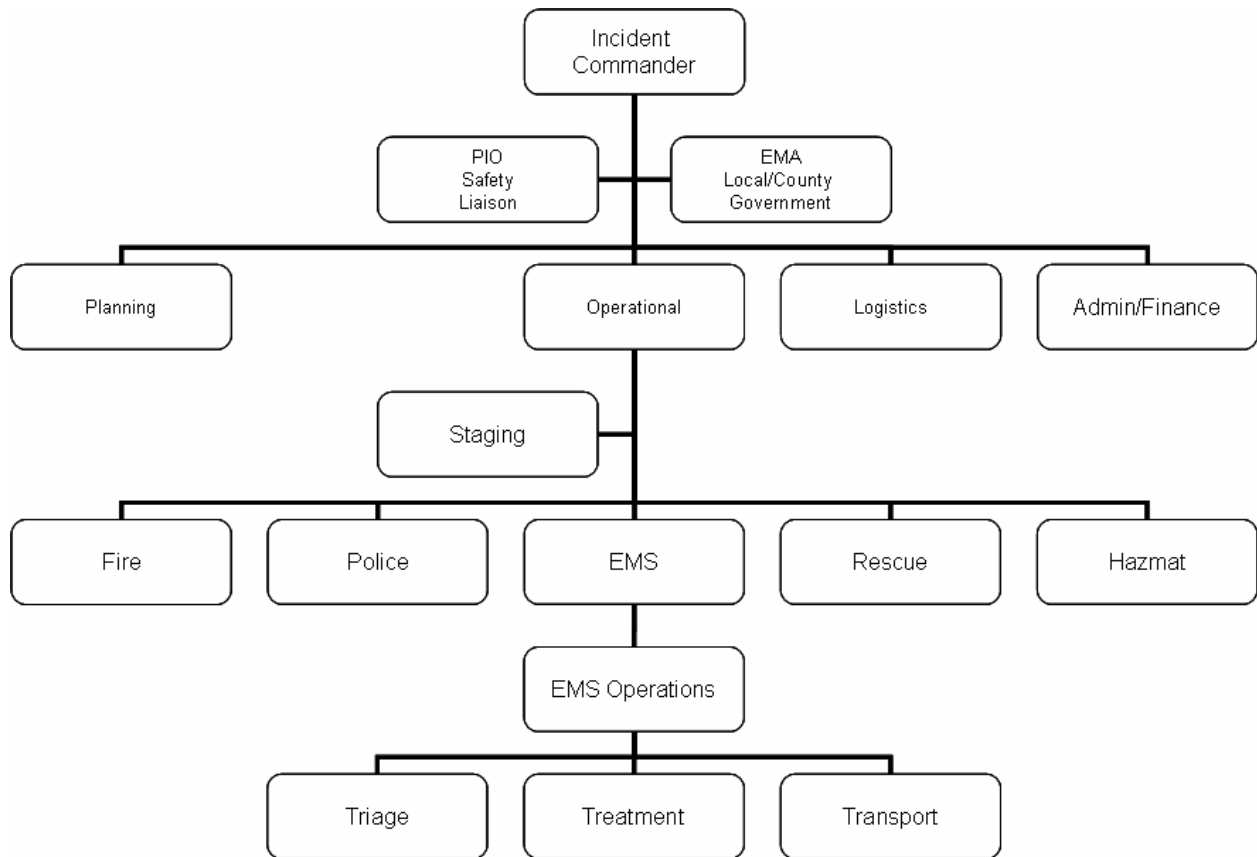 Incident
Commander
PIO
Safety
Liaison
EMA
Local/County
Government
Planning
Operational
Logistics
Admin/Finance
Staging
Fire
Police
EMS
Rescue
Hazmat
EMS Operations
Triage
Treatment
Transport